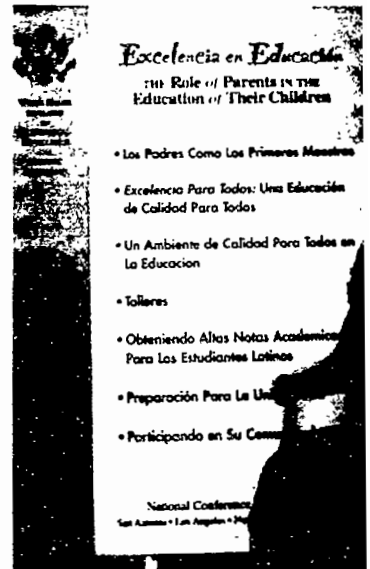 Excelencia en Educación
THE Role of Parents IN THE
Education of Their Children
• Los Padres Como Los Primeros Maestros
• Excelencia Para Todos: Una Educación
de Calidad Para Todos
• Un Ambiente de Calidad Para Todos en
La Educacion
• Talleres
• Obteniendo Altas Notas Academicas
Para Los Estudiantes Latinos
• Preparación Para La
• Participando en Su
National Conference
San Antonio • Los Angeles •